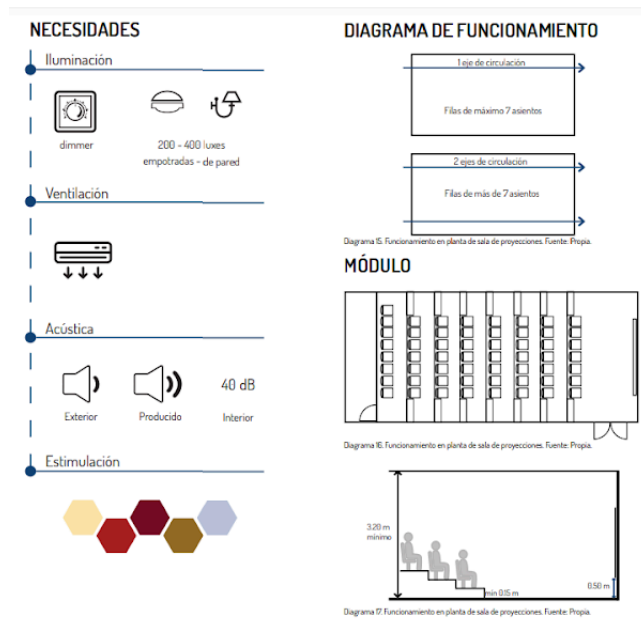 NECESIDADES
Iluminación
dimmer
200 - 400 luxes
empotradas - de pared
Ventilación
Acústica
40 dB
Exterior
Producido
Interior
Estimulación
DIAGRAMA DE FUNCIONAMIENTO
1 eje de circulación
Filas de máximo 7 asientos
2 ejes de circulación
Filas de más de 7 asientos
Diagrama 15. Funcionamiento en planta de sala de proyecciones. Fuente: Propia.
MÓDULO
Diagrama 16. Funcionamiento en planta de sala de proyecciones. Fuente: Propia.
3.20 m
mínimo
0.50 m
min 0.15 m
Diagrama 17. Funcionamiento en planta de sala de proyecciones. Fuente: Propia.